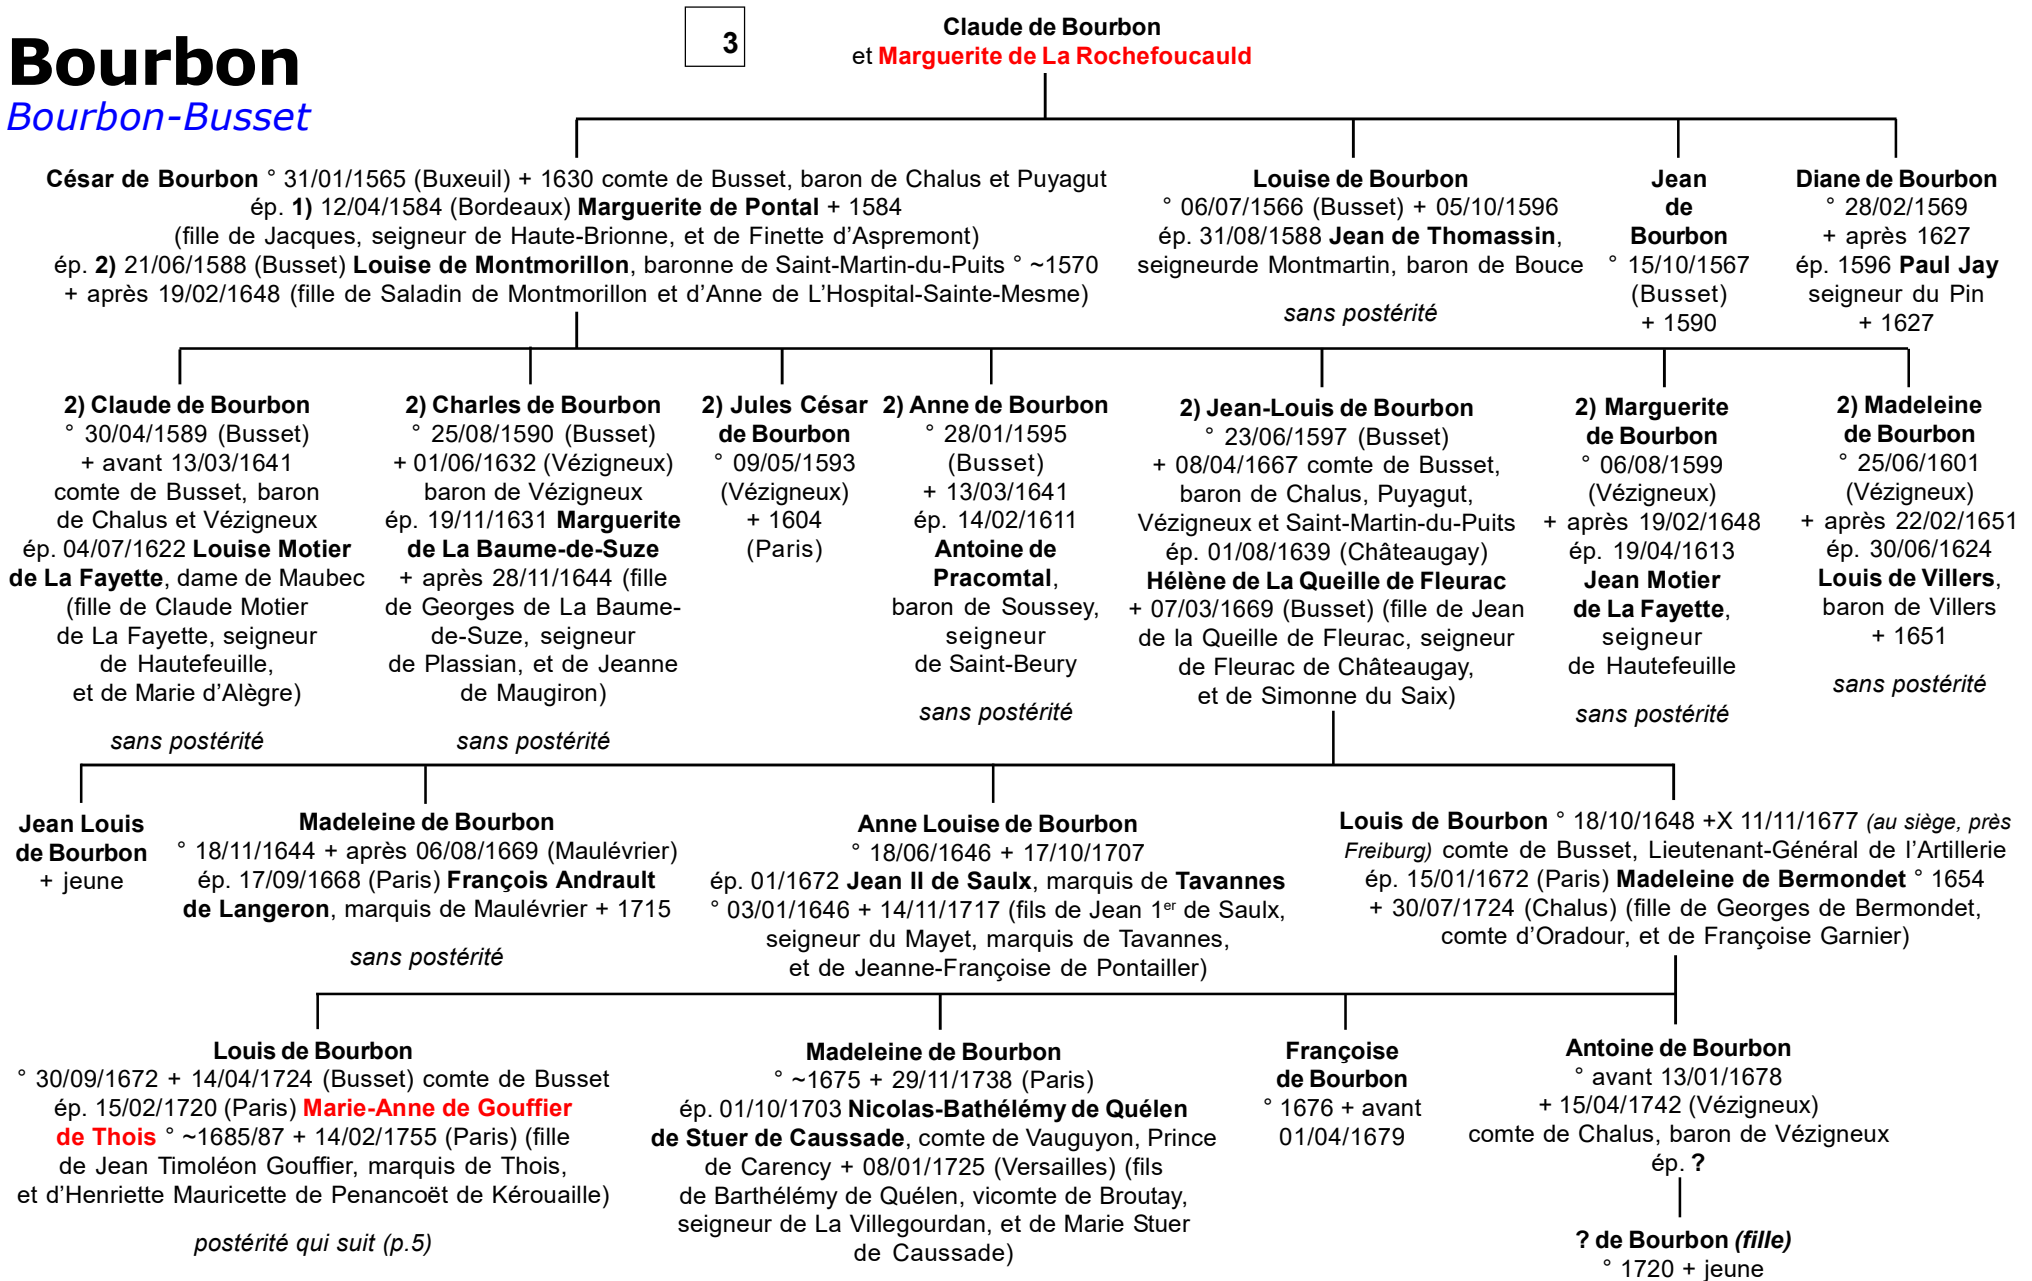 Bourbon
Bourbon-Busset
3
Claude de Bourbon
et Marguerite de La Rochefoucauld
César de Bourbon ° 31/01/1565 (Buxeuil) + 1630 comte de Busset, baron de Chalus et Puyagut
ép. 1) 12/04/1584 (Bordeaux) Marguerite de Pontal + 1584
(fille de Jacques, seigneur de Haute-Brionne, et de Finette d'Aspremont)
ép. 2) 21/06/1588 (Busset) Louise de Montmorillon, baronne de Saint-Martin-du-Puits ° ~1570
+ après 19/02/1648 (fille de Saladin de Montmorillon et d'Anne de L'Hospital-Sainte-Mesme)
Louise de Bourbon
° 06/07/1566 (Busset) + 05/10/1596
ép. 31/08/1588 Jean de Thomassin,
seigneurde Montmartin, baron de Bouce
sans postérité
Jean
de
Bourbon
° 15/10/1567
(Busset)
+ 1590
Diane de Bourbon
° 28/02/1569
+ après 1627
ép. 1596 Paul Jay
seigneur du Pin
+ 1627
2) Claude de Bourbon
° 30/04/1589 (Busset)
+ avant 13/03/1641
comte de Busset, baron
de Chalus et Vézigneux
ép. 04/07/1622 Louise Motier
de La Fayette, dame de Maubec
(fille de Claude Motier
de La Fayette, seigneur
de Hautefeuille,
et de Marie d'Alègre)
sans postérité
2) Charles de Bourbon
° 25/08/1590 (Busset)
+ 01/06/1632 (Vézigneux)
baron de Vézigneux
ép. 19/11/1631 Marguerite
de La Baume-de-Suze
+ après 28/11/1644 (fille
de Georges de La Baume-
de-Suze, seigneur
de Plassian, et de Jeanne
de Maugiron)
sans postérité
2) Jules César
de Bourbon
° 09/05/1593
(Vézigneux)
+ 1604
(Paris)
2) Anne de Bourbon
° 28/01/1595
(Busset)
+ 13/03/1641
ép. 14/02/1611
Antoine de
Pracomtal,
baron de Soussey,
seigneur
de Saint-Beury
sans postérité
2) Jean-Louis de Bourbon
° 23/06/1597 (Busset)
+ 08/04/1667 comte de Busset,
baron de Chalus, Puyagut,
Vézigneux et Saint-Martin-du-Puits
ép. 01/08/1639 (Châteaugay)
Hélène de La Queille de Fleurac
+ 07/03/1669 (Busset) (fille de Jean
de la Queille de Fleurac, seigneur
de Fleurac de Châteaugay,
et de Simonne du Saix)
2) Marguerite
de Bourbon
° 06/08/1599
(Vézigneux)
+ après 19/02/1648
ép. 19/04/1613
Jean Motier
de La Fayette,
seigneur
de Hautefeuille
sans postérité
2) Madeleine
de Bourbon
° 25/06/1601
(Vézigneux)
+ après 22/02/1651
ép. 30/06/1624
Louis de Villers,
baron de Villers
+ 1651
sans postérité
Jean Louis
de Bourbon
+ jeune
Madeleine de Bourbon
° 18/11/1644 + après 06/08/1669 (Maulévrier)
ép. 17/09/1668 (Paris) François Andrault
de Langeron, marquis de Maulévrier + 1715
sans postérité
Anne Louise de Bourbon
° 18/06/1646 + 17/10/1707
ép. 01/1672 Jean II de Saulx, marquis de Tavannes
° 03/01/1646 + 14/11/1717 (fils de Jean 1er de Saulx,
seigneur du Mayet, marquis de Tavannes,
et de Jeanne-Françoise de Pontailler)
Louis de Bourbon ° 18/10/1648 +X 11/11/1677 (au siège, près
Freiburg) comte de Busset, Lieutenant-Général de l'Artillerie
ép. 15/01/1672 (Paris) Madeleine de Bermondet ° 1654
+ 30/07/1724 (Chalus) (fille de Georges de Bermondet,
comte d'Oradour, et de Françoise Garnier)
Louis de Bourbon
° 30/09/1672 + 14/04/1724 (Busset) comte de Busset
ép. 15/02/1720 (Paris) Marie-Anne de Gouffier
de Thois ° ~1685/87 + 14/02/1755 (Paris) (fille
de Jean Timoléon Gouffier, marquis de Thois,
et d'Henriette Mauricette de Penancoët de Kérouaille)
postérité qui suit (p.5)
Madeleine de Bourbon
° ~1675 + 29/11/1738 (Paris)
ép. 01/10/1703 Nicolas-Bathélémy de Quélen
de Stuer de Caussade, comte de Vauguyon, Prince
de Carency + 08/01/1725 (Versailles) (fils
de Barthélémy de Quélen, vicomte de Broutay,
seigneur de La Villegourdan, et de Marie Stuer
de Caussade)
Françoise
de Bourbon
° 1676 + avant
01/04/1679
Antoine de Bourbon
° avant 13/01/1678
+ 15/04/1742 (Vézigneux)
comte de Chalus, baron de Vézigneux
ép. ?
? de Bourbon (fille)
° 1720 + jeune